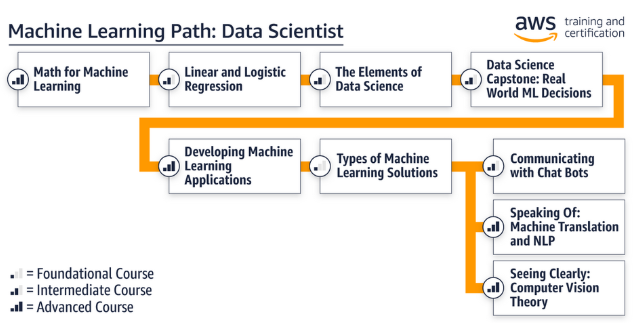 Machine Learning Path: Data Scientist
aws training and
certification
Math for Machine
Learning
Linear and Logistic
Regression
The Elements of
Data Science
Data Science
Capstone: Real
World ML Decisions
Developing Machine
Learning
Applications
Types of Machine
Learning Solutions
Communicating
with Chat Bots
Speaking Of:
Machine Translation
and NLP
Seeing Clearly:
Computer Vision
Theory
= Foundational Course
= Intermediate Course
= Advanced Course